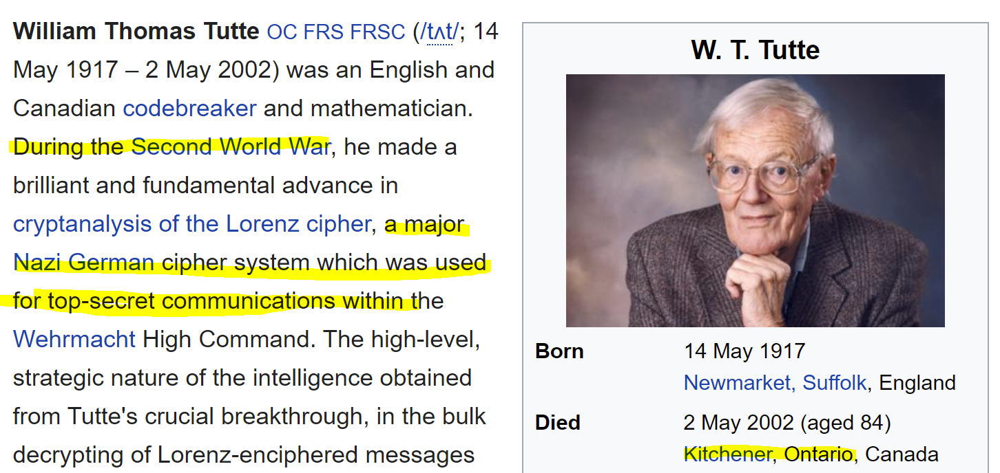 William Thomas Tutte OC FRS FRSC (/tʌt/; 14
May 1917 – 2 May 2002) was an English and
Canadian codebreaker and mathematician.
During the Second World War, he made a
brilliant and fundamental advance in
cryptanalysis of the Lorenz cipher, a major
Nazi German cipher system which was used
for top-secret communications within the
Wehrmacht High Command. The high-level,
strategic nature of the intelligence obtained
from Tutte's crucial breakthrough, in the bulk
decrypting of Lorenz-enciphered messages
W. T. Tutte
Born 14 May 1917
Newmarket, Suffolk, England
Died 2 May 2002 (aged 84)
Kitchener, Ontario, Canada